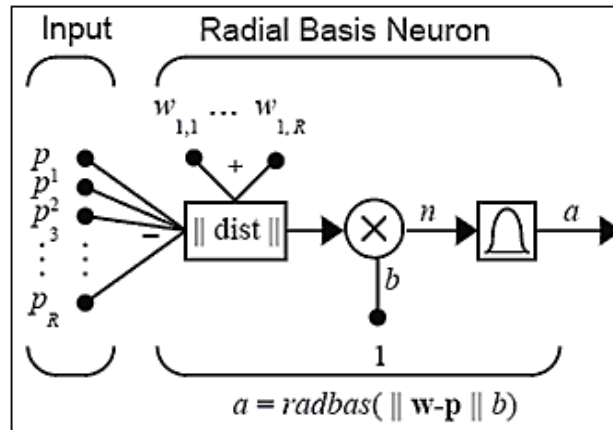 Input
Radial Basis Neuron
w1,1 ... w1,R
+
p1
p2
p3
⋮ ⋮
pR
−
|| dist ||
×
n
a
b
1
a = radbas( || w-p || b)